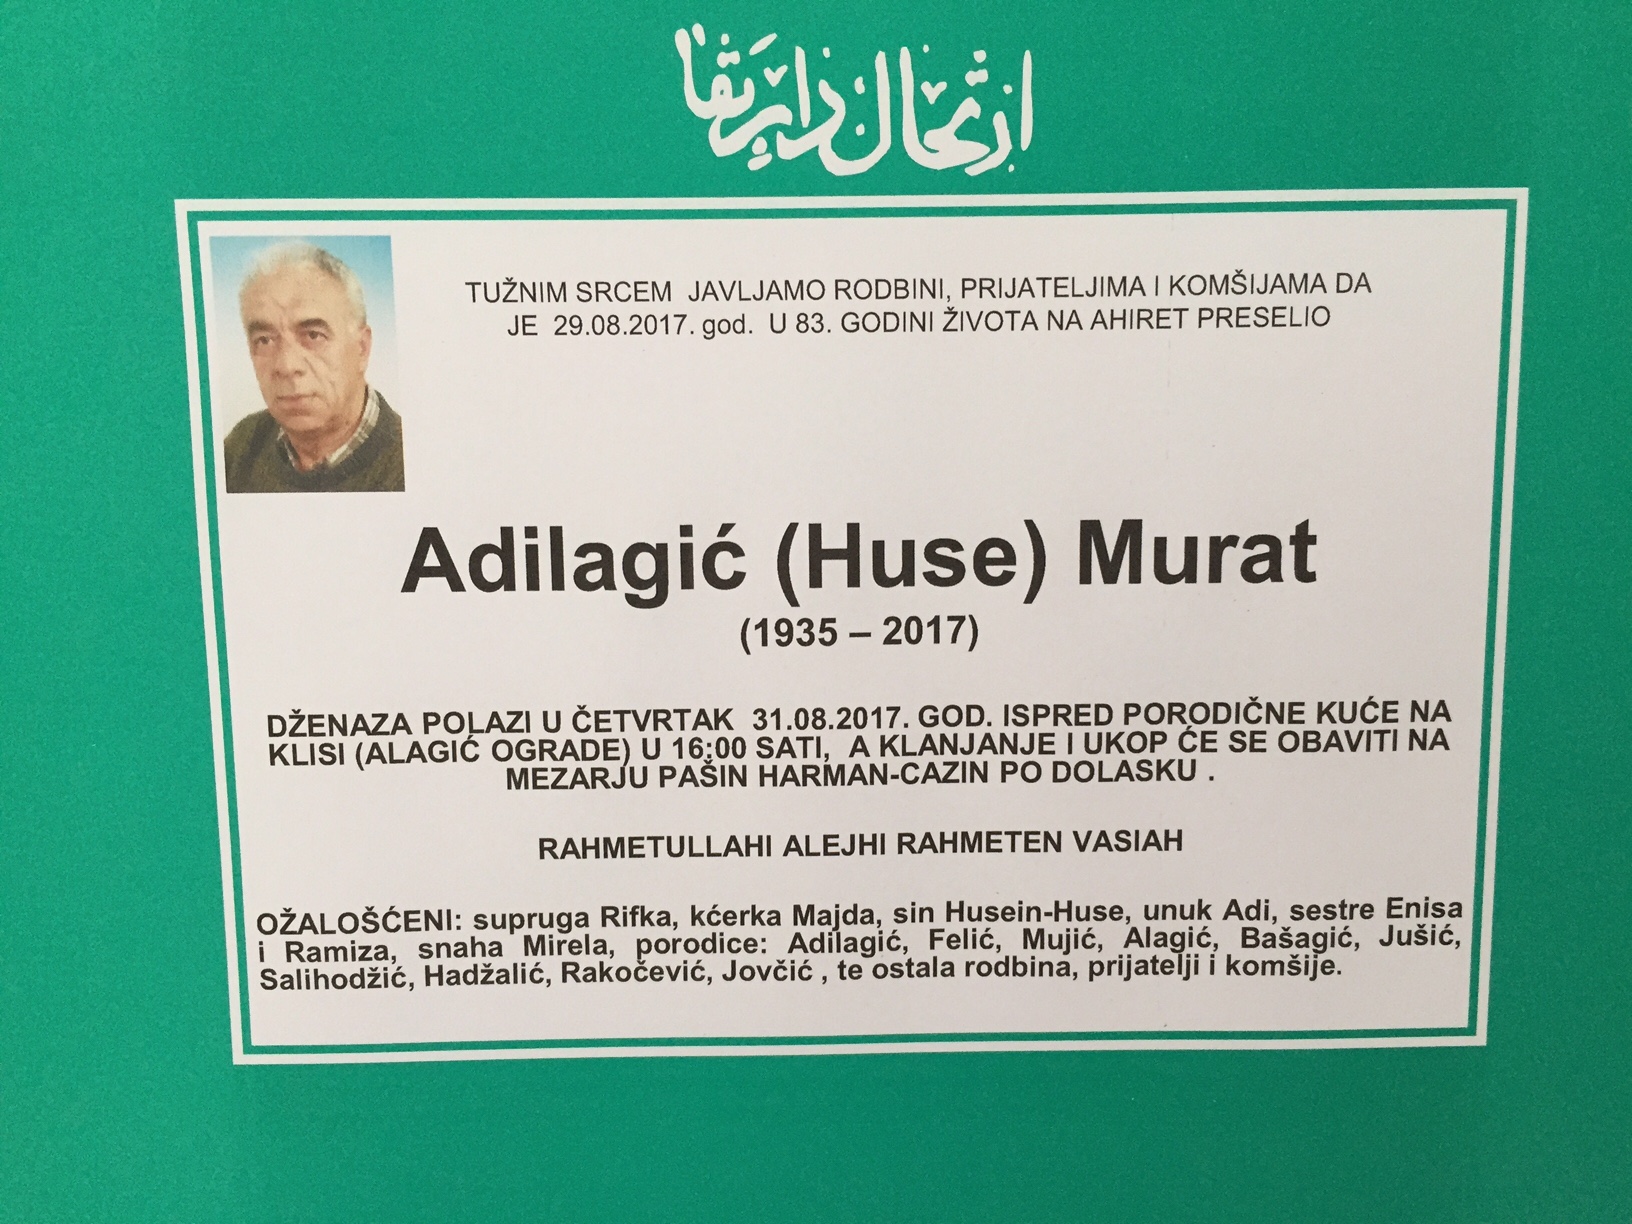 ارتحال دار بقا
TUŽNIM SRCEM JAVLJAMO RODBINI, PRIJATELJIMA I KOMŠIJAMA DA
JE 29.08.2017. god. U 83. GODINI ŽIVOTA NA AHIRET PRESELIO
Adilagić (Huse) Murat
(1935 – 2017)
DŽENAZA POLAZI U ČETVRTAK 31.08.2017. GOD. ISPRED PORODIČNE KUĆE NA
KLISI (ALAGIĆ OGRADE) U 16:00 SATI, A KLANJANJE I UKOP ĆE SE OBAVITI NA
MEZARJU PAŠIN HARMAN-CAZIN PO DOLASKU .
RAHMETULLAHI ALEJHI RAHMETEN VASIAH
OŽALOŠĆENI: supruga Rifka, kćerka Majda, sin Husein-Huse, unuk Adi, sestre Enisa
i Ramiza, snaha Mirela, porodice: Adilagić, Felić, Mujić, Alagić, Bašagić, Jušić,
Salihodžić, Hadžalić, Rakočević, Jovčić , te ostala rodbina, prijatelji i komšije.